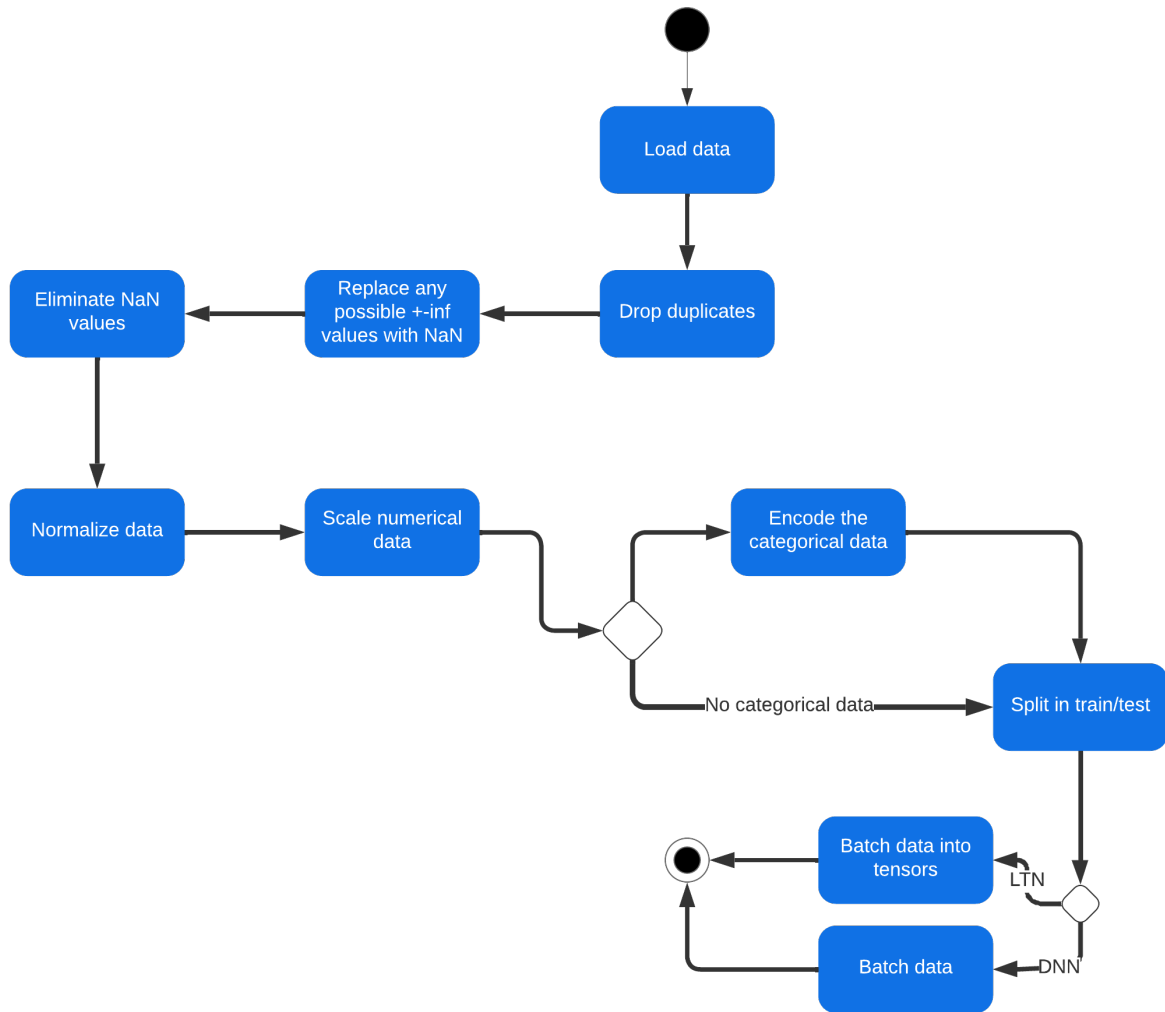 Load data
Drop duplicates
Replace any
possible +-inf
values with NaN
Eliminate NaN
values
Normalize data
Scale numerical
data
Encode the
categorical data
No categorical data
Split in train/test
LTN
Batch data into
tensors
DNN
Batch data